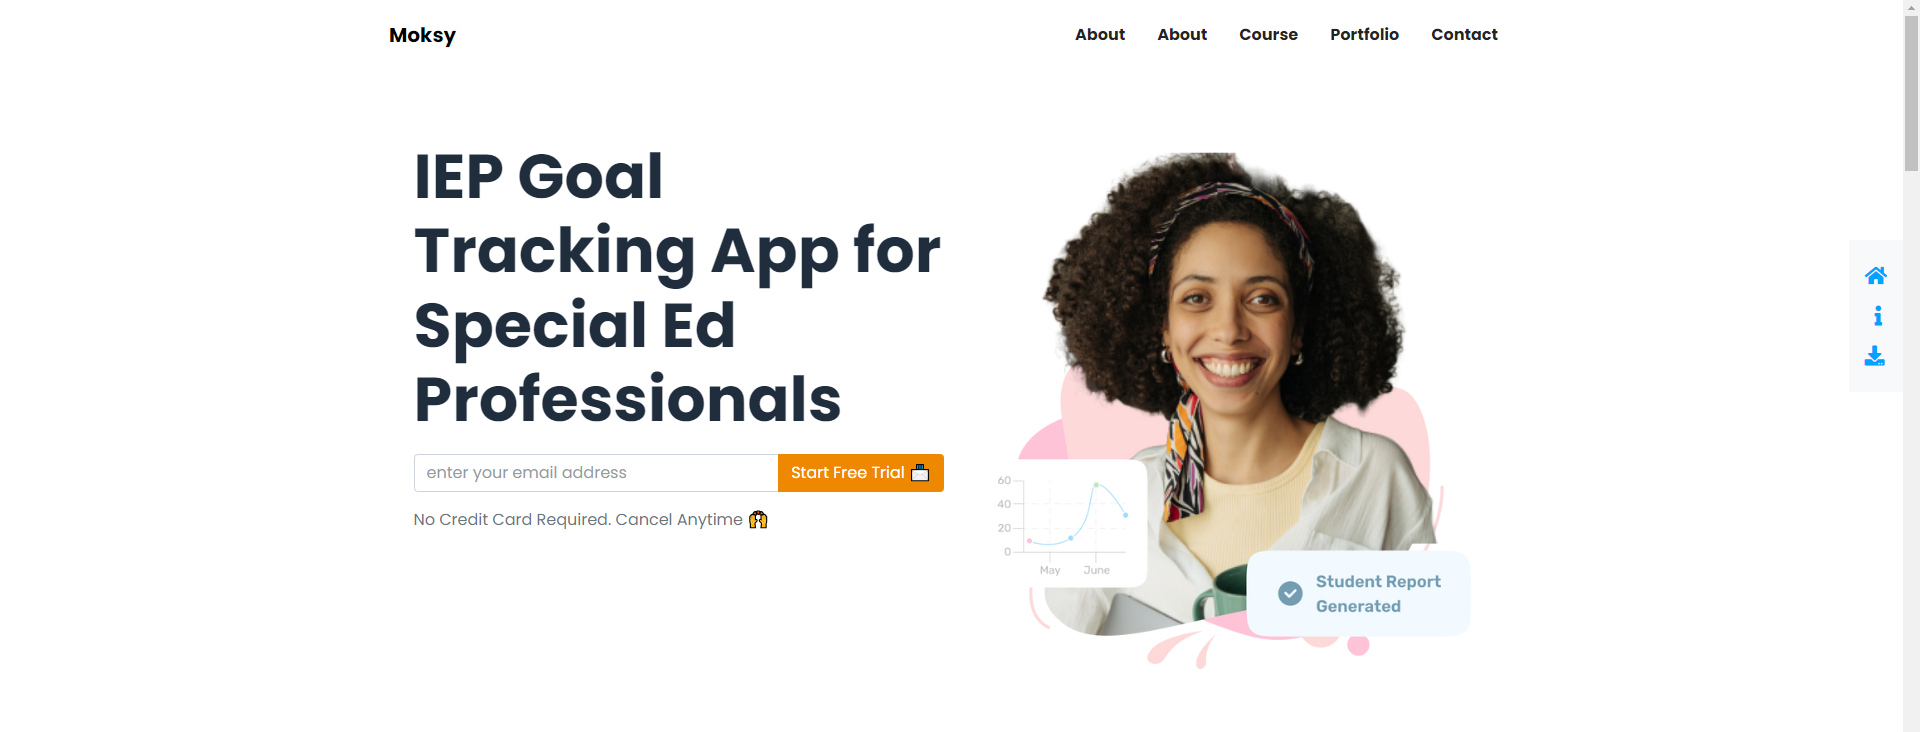 Moksy
About About Course Portfolio Contact
IEP Goal
Tracking App for
Special Ed
Professionals
enter your email address
Start Free Trial
No Credit Card Required. Cancel Anytime
60
40
20
0
May June
Student Report
Generated